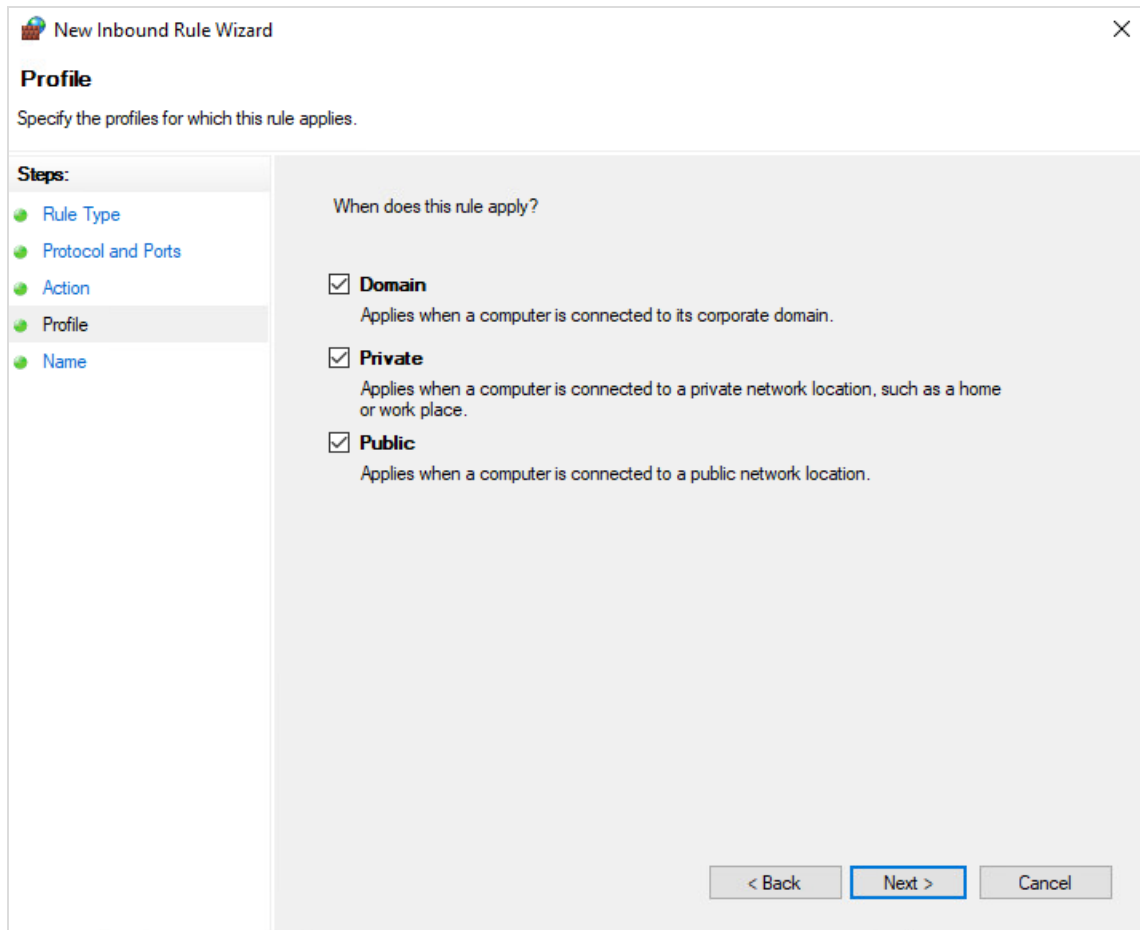 New Inbound Rule Wizard
Profile
Specify the profiles for which this rule applies.
Steps:
Rule Type
Protocol and Ports
Action
Profile
Name
When does this rule apply?
Domain
Applies when a computer is connected to its corporate domain.
Private
Applies when a computer is connected to a private network location, such as a home
or work place.
Public
Applies when a computer is connected to a public network location.
< Back
Next >
Cancel